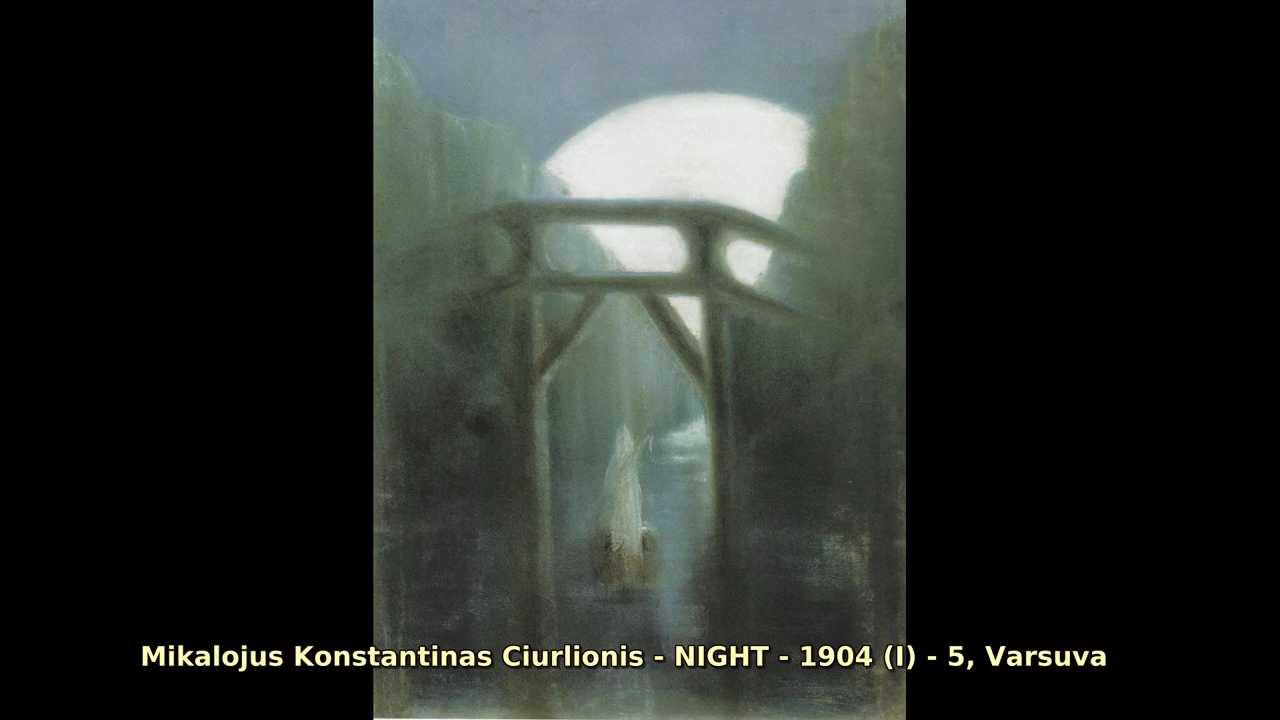 Mikalojus Konstantinas Ciurlionis - NIGHT - 1904 (I) - 5, Varsuva